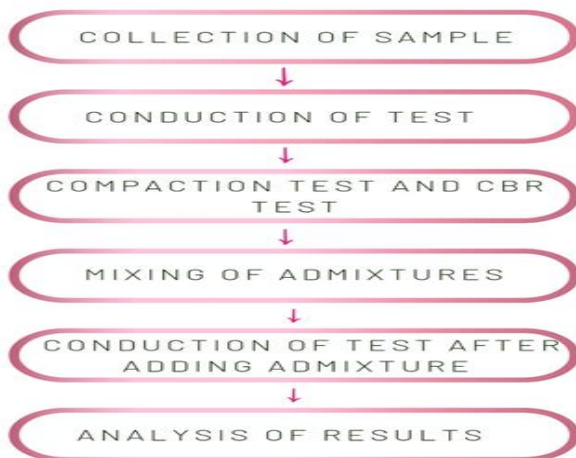 COLLECTION OF SAMPLE
CONDUCTION OF TEST
COMPACTION TEST AND CBR
TEST
MIXING OF ADMIXTURES
CONDUCTION OF TEST AFTER
ADDING ADMIXTURE
ANALYSIS OF RESULTS